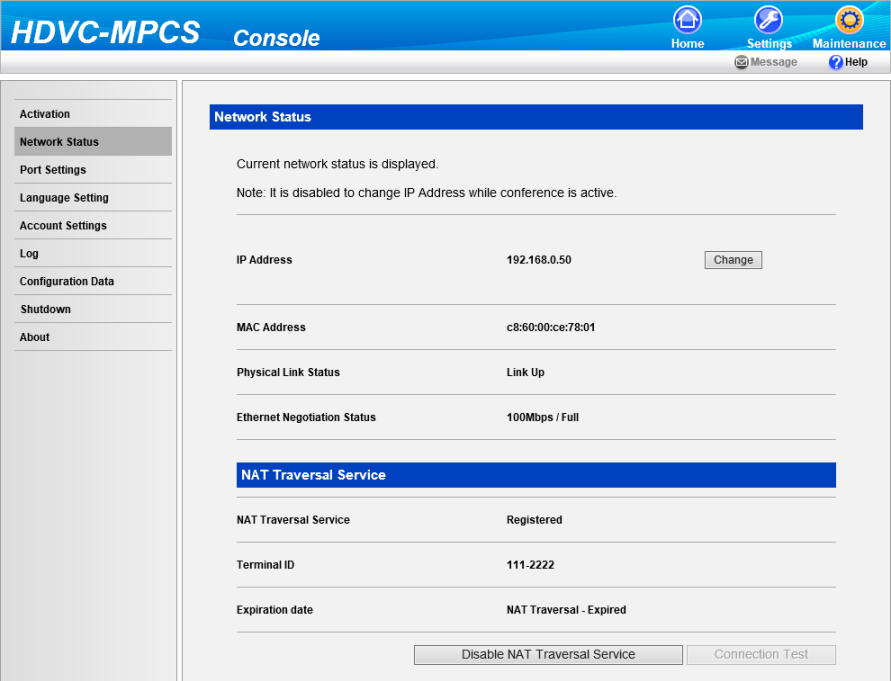 HDVC-MPCS Console
Home Settings Maintenance
Message Help
Activation
Network Status
Port Settings
Language Setting
Account Settings
Log
Configuration Data
Shutdown
About
Network Status
Current network status is displayed.
Note: It is disabled to change IP Address while conference is active.
IP Address 192.168.0.50 Change
MAC Address c8:60:00:ce:78:01
Physical Link Status Link Up
Ethernet Negotiation Status 100Mbps / Full
NAT Traversal Service
NAT Traversal Service Registered
Terminal ID 111-2222
Expiration date NAT Traversal - Expired
Disable NAT Traversal Service Connection Test